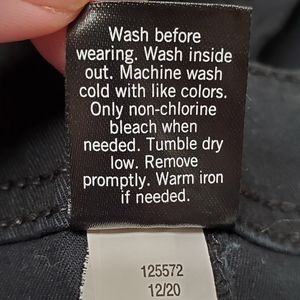 Wash before
wearing. Wash inside
out. Machine wash
cold with like colors.
Only non-chlorine
bleach when
needed. Tumble dry
low. Remove
promptly. Warm iron
if needed.
125572
12/20